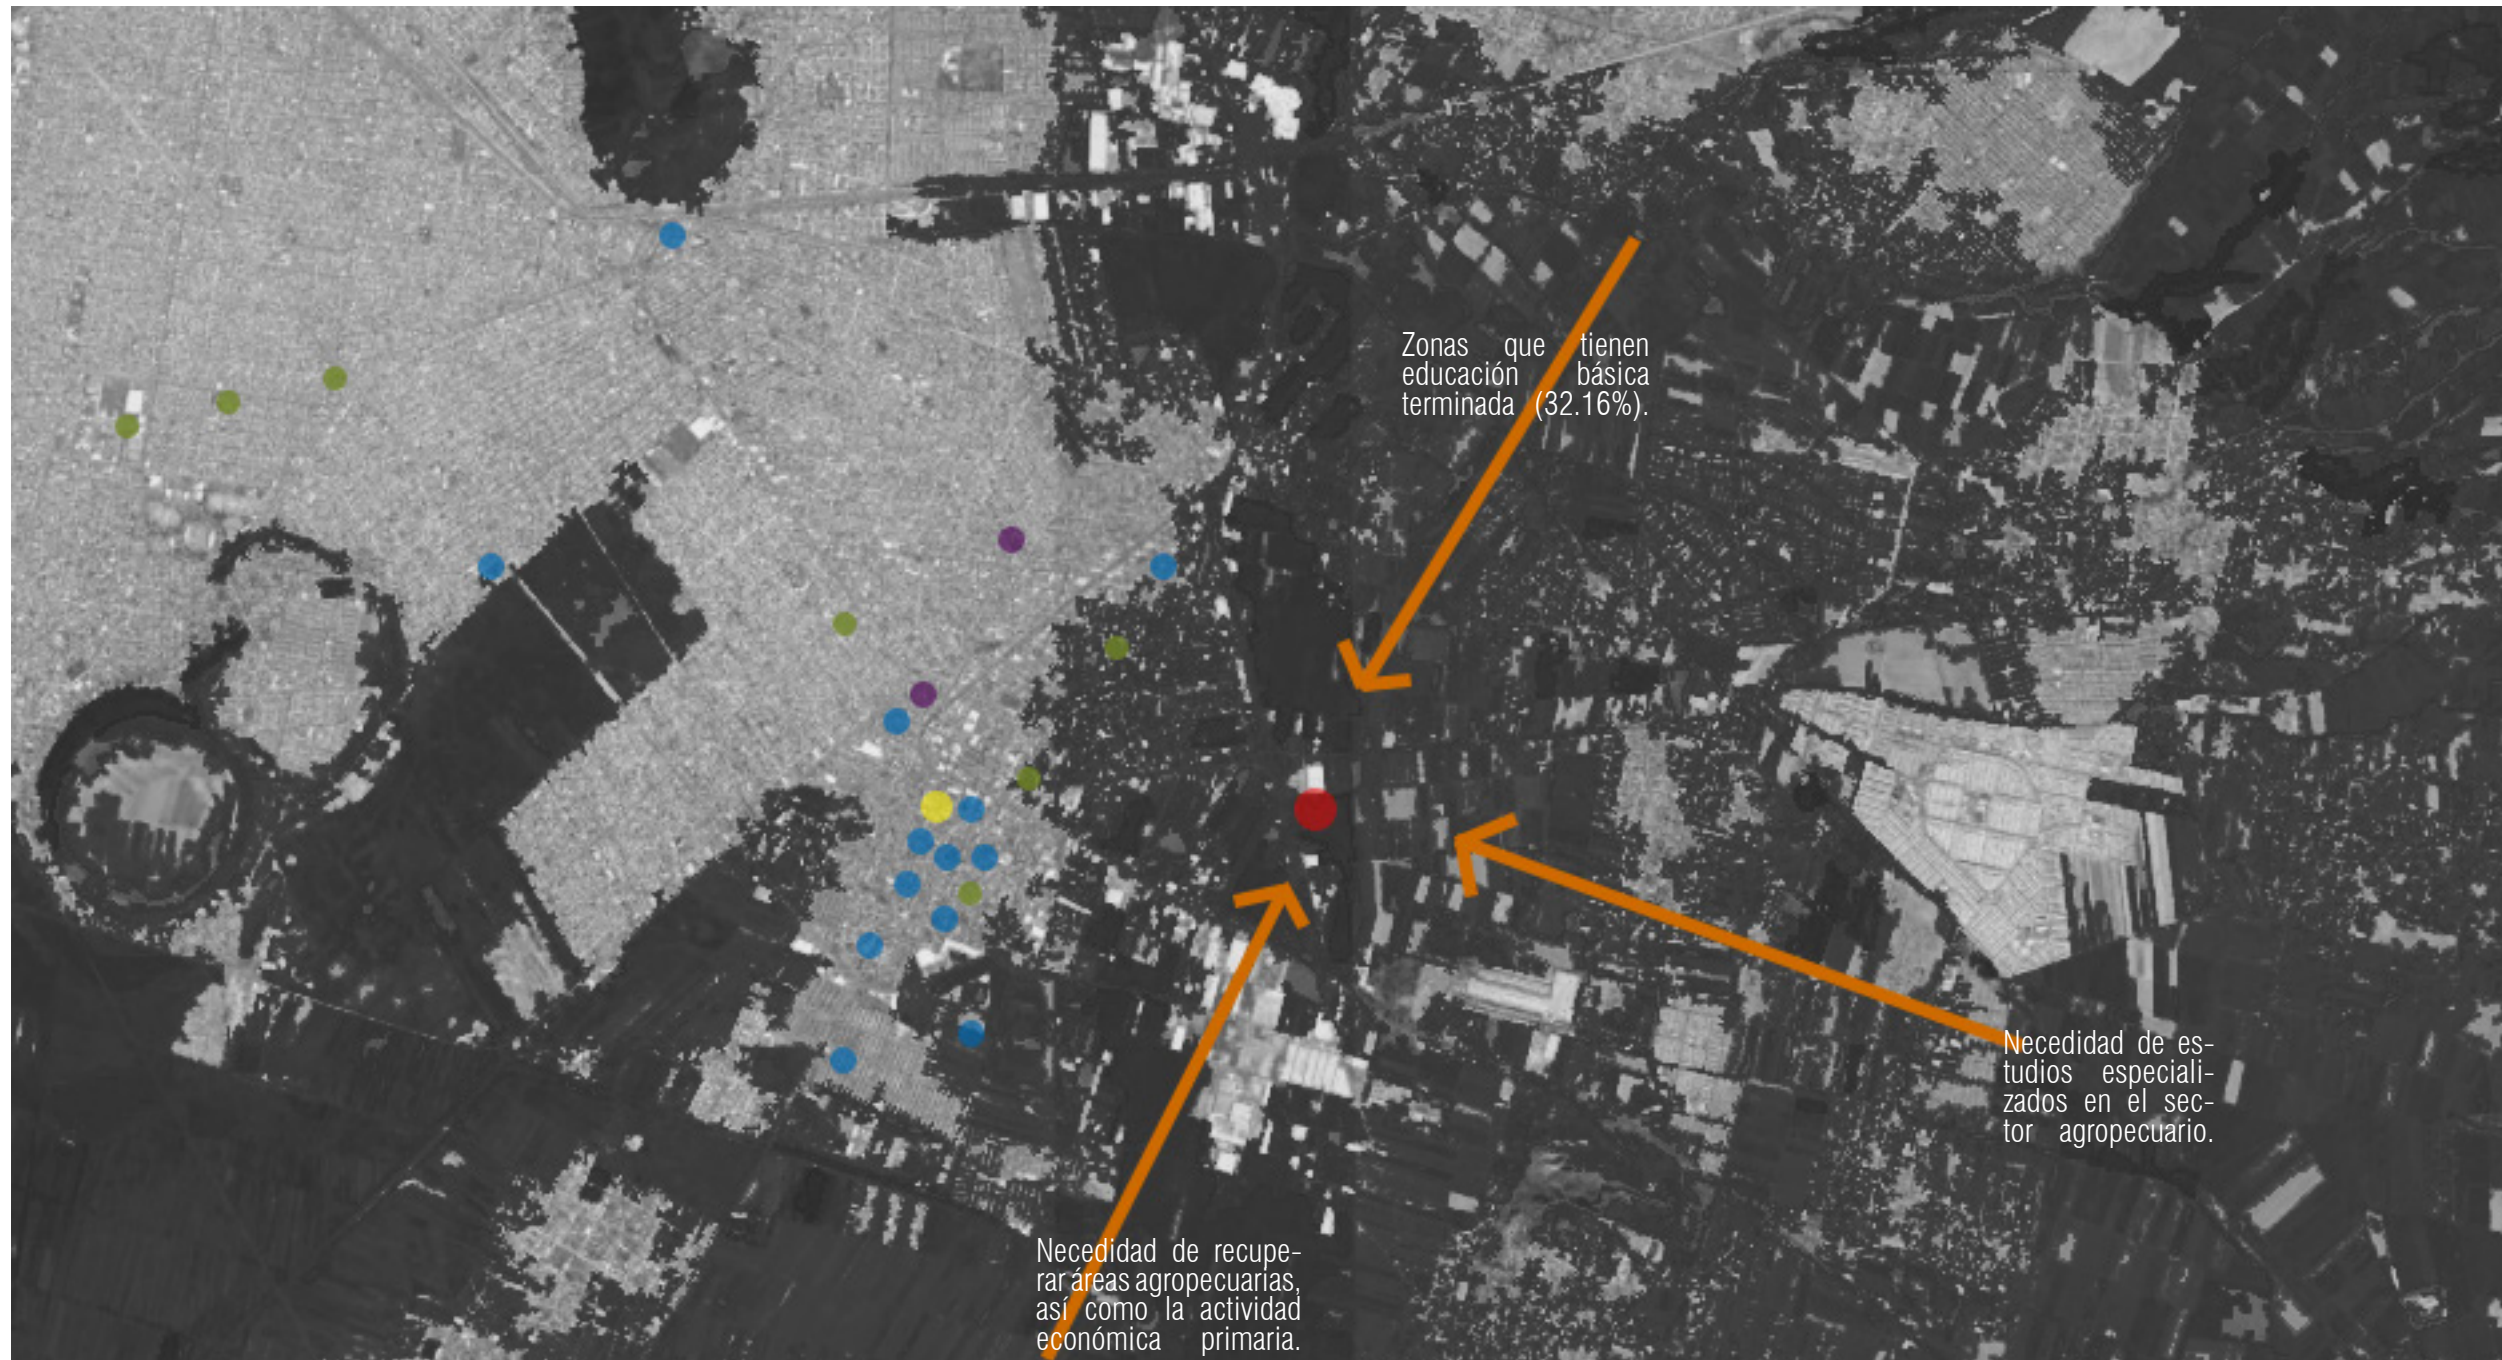 Zonas que tienen
educación básica
terminada (32.16%).
Necedidad de es-
tudios especiali-
zados en el sec-
tor agropecuario.
Necedidad de recupe-
rar áreas agropecuarias,
así como la actividad
económica primaria.